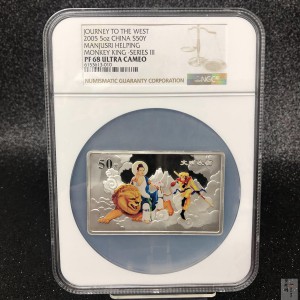 JOURNEY TO THE WEST
2005 5oz CHINA S50Y
MANJUSRI HELPING
MONKEY KING -SERIES III
PF 68 ULTRA CAMEO
NGC
NUMISMATIC GUARANTY CORPORATION
50